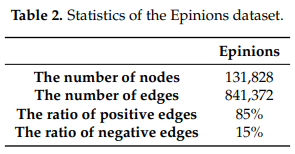 Table 2. Statistics of the Epinions dataset.
Epinions
The number of nodes 131,828
The number of edges 841,372
The ratio of positive edges 85%
The ratio of negative edges 15%